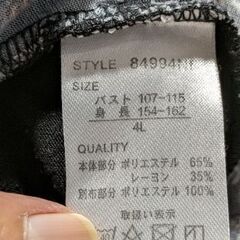 STYLE 84994NF
SIZE
バスト 107-115
身長 154-162
4L
QUALITY
本体部分 ポリエステル 65%
レーヨン 35%
別布部分 ポリエステル 100%
取扱い表示